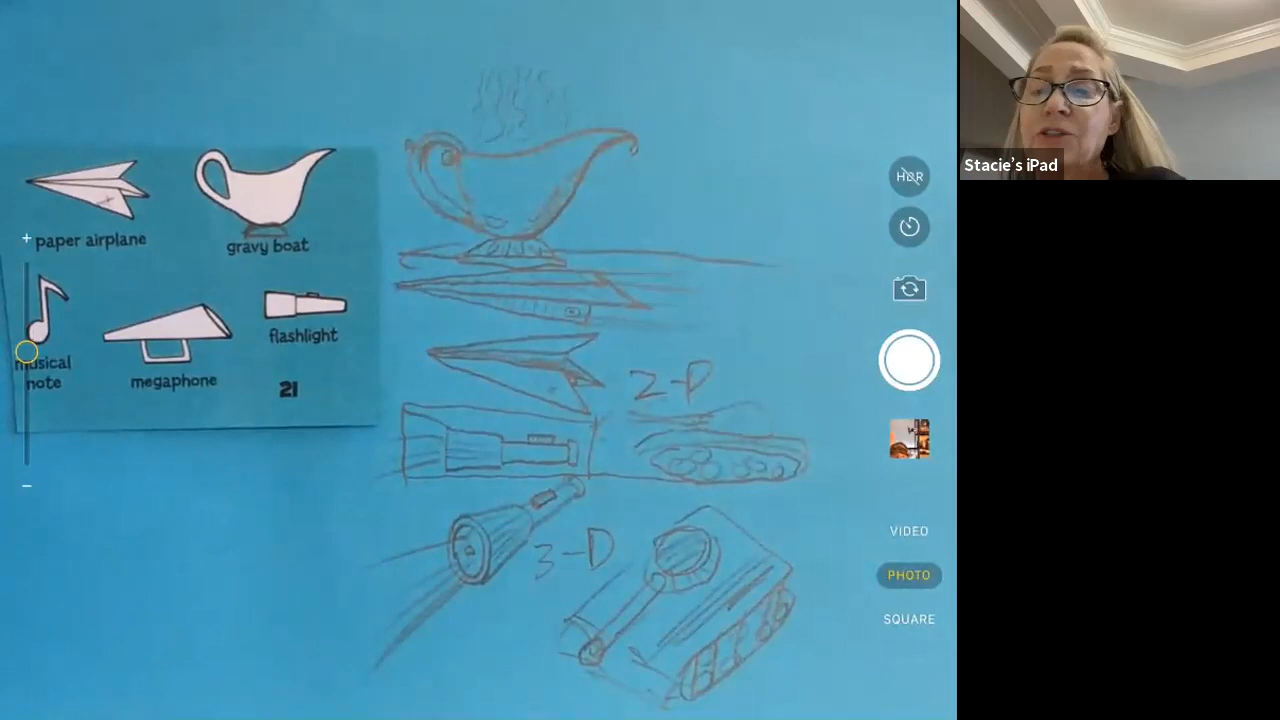 paper airplane
gravy boat
musical
note
megaphone
flashlight
21
2-P
3-D
HDR
VIDEO
PHOTO
SQUARE
Stacie's iPad